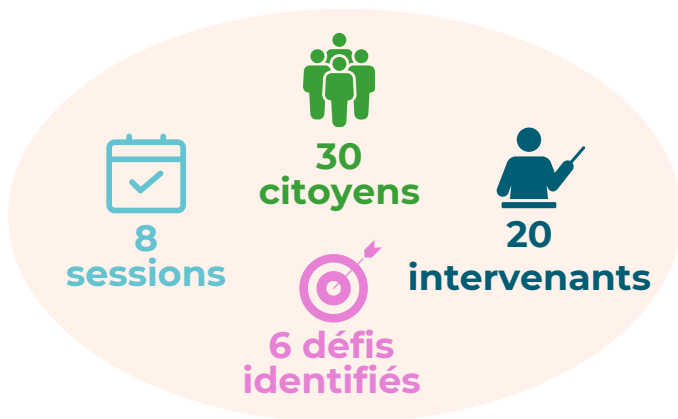 30
citoyens
8
sessions
20
intervenants
6 défis
identifiés